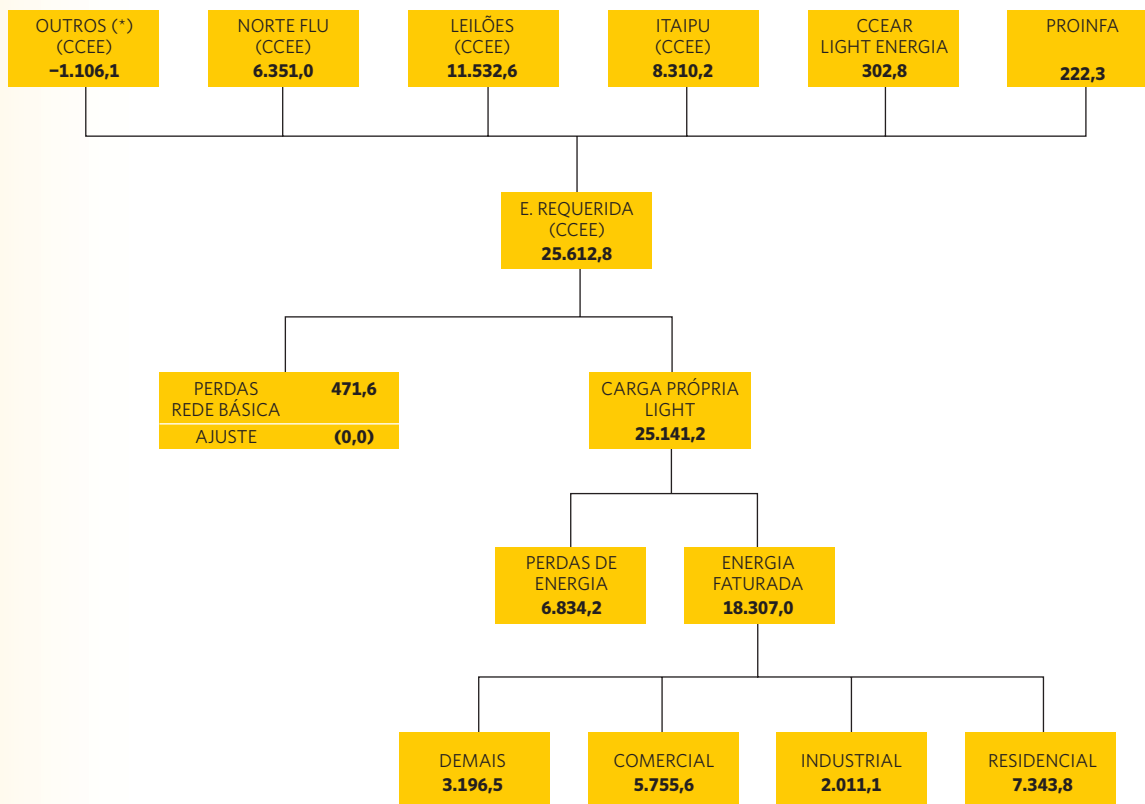 OUTROS (*)
(CCEE)
–1.106,1
NORTE FLU
(CCEE)
6.351,0
LEILÕES
(CCEE)
11.532,6
ITAIPU
(CCEE)
8.310,2
CCEAR
LIGHT ENERGIA
302,8
PROINFA
222,3
E. REQUERIDA
(CCEE)
25.612,8
PERDAS 471,6
REDE BÁSICA
AJUSTE (0,0)
CARGA PRÓPRIA
LIGHT
25.141,2
PERDAS DE
ENERGIA
6.834,2
ENERGIA
FATURADA
18.307,0
DEMAIS
3.196,5
COMERCIAL
5.755,6
INDUSTRIAL
2.011,1
RESIDENCIAL
7.343,8